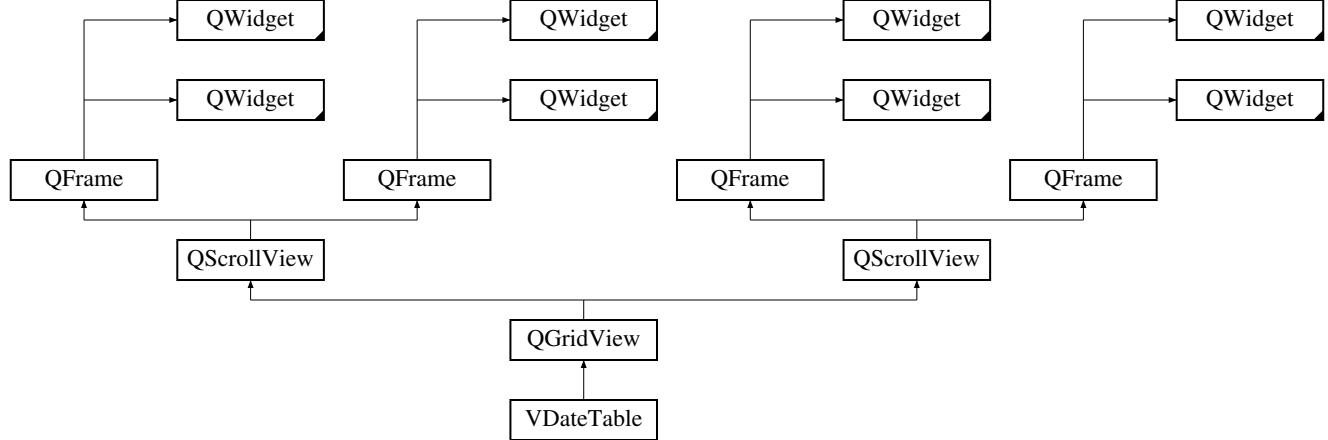 QWidget QWidget QWidget QWidget
QWidget QWidget QWidget QWidget
QFrame QFrame QFrame QFrame
QScrollView QScrollView
QGridView
VDateTable